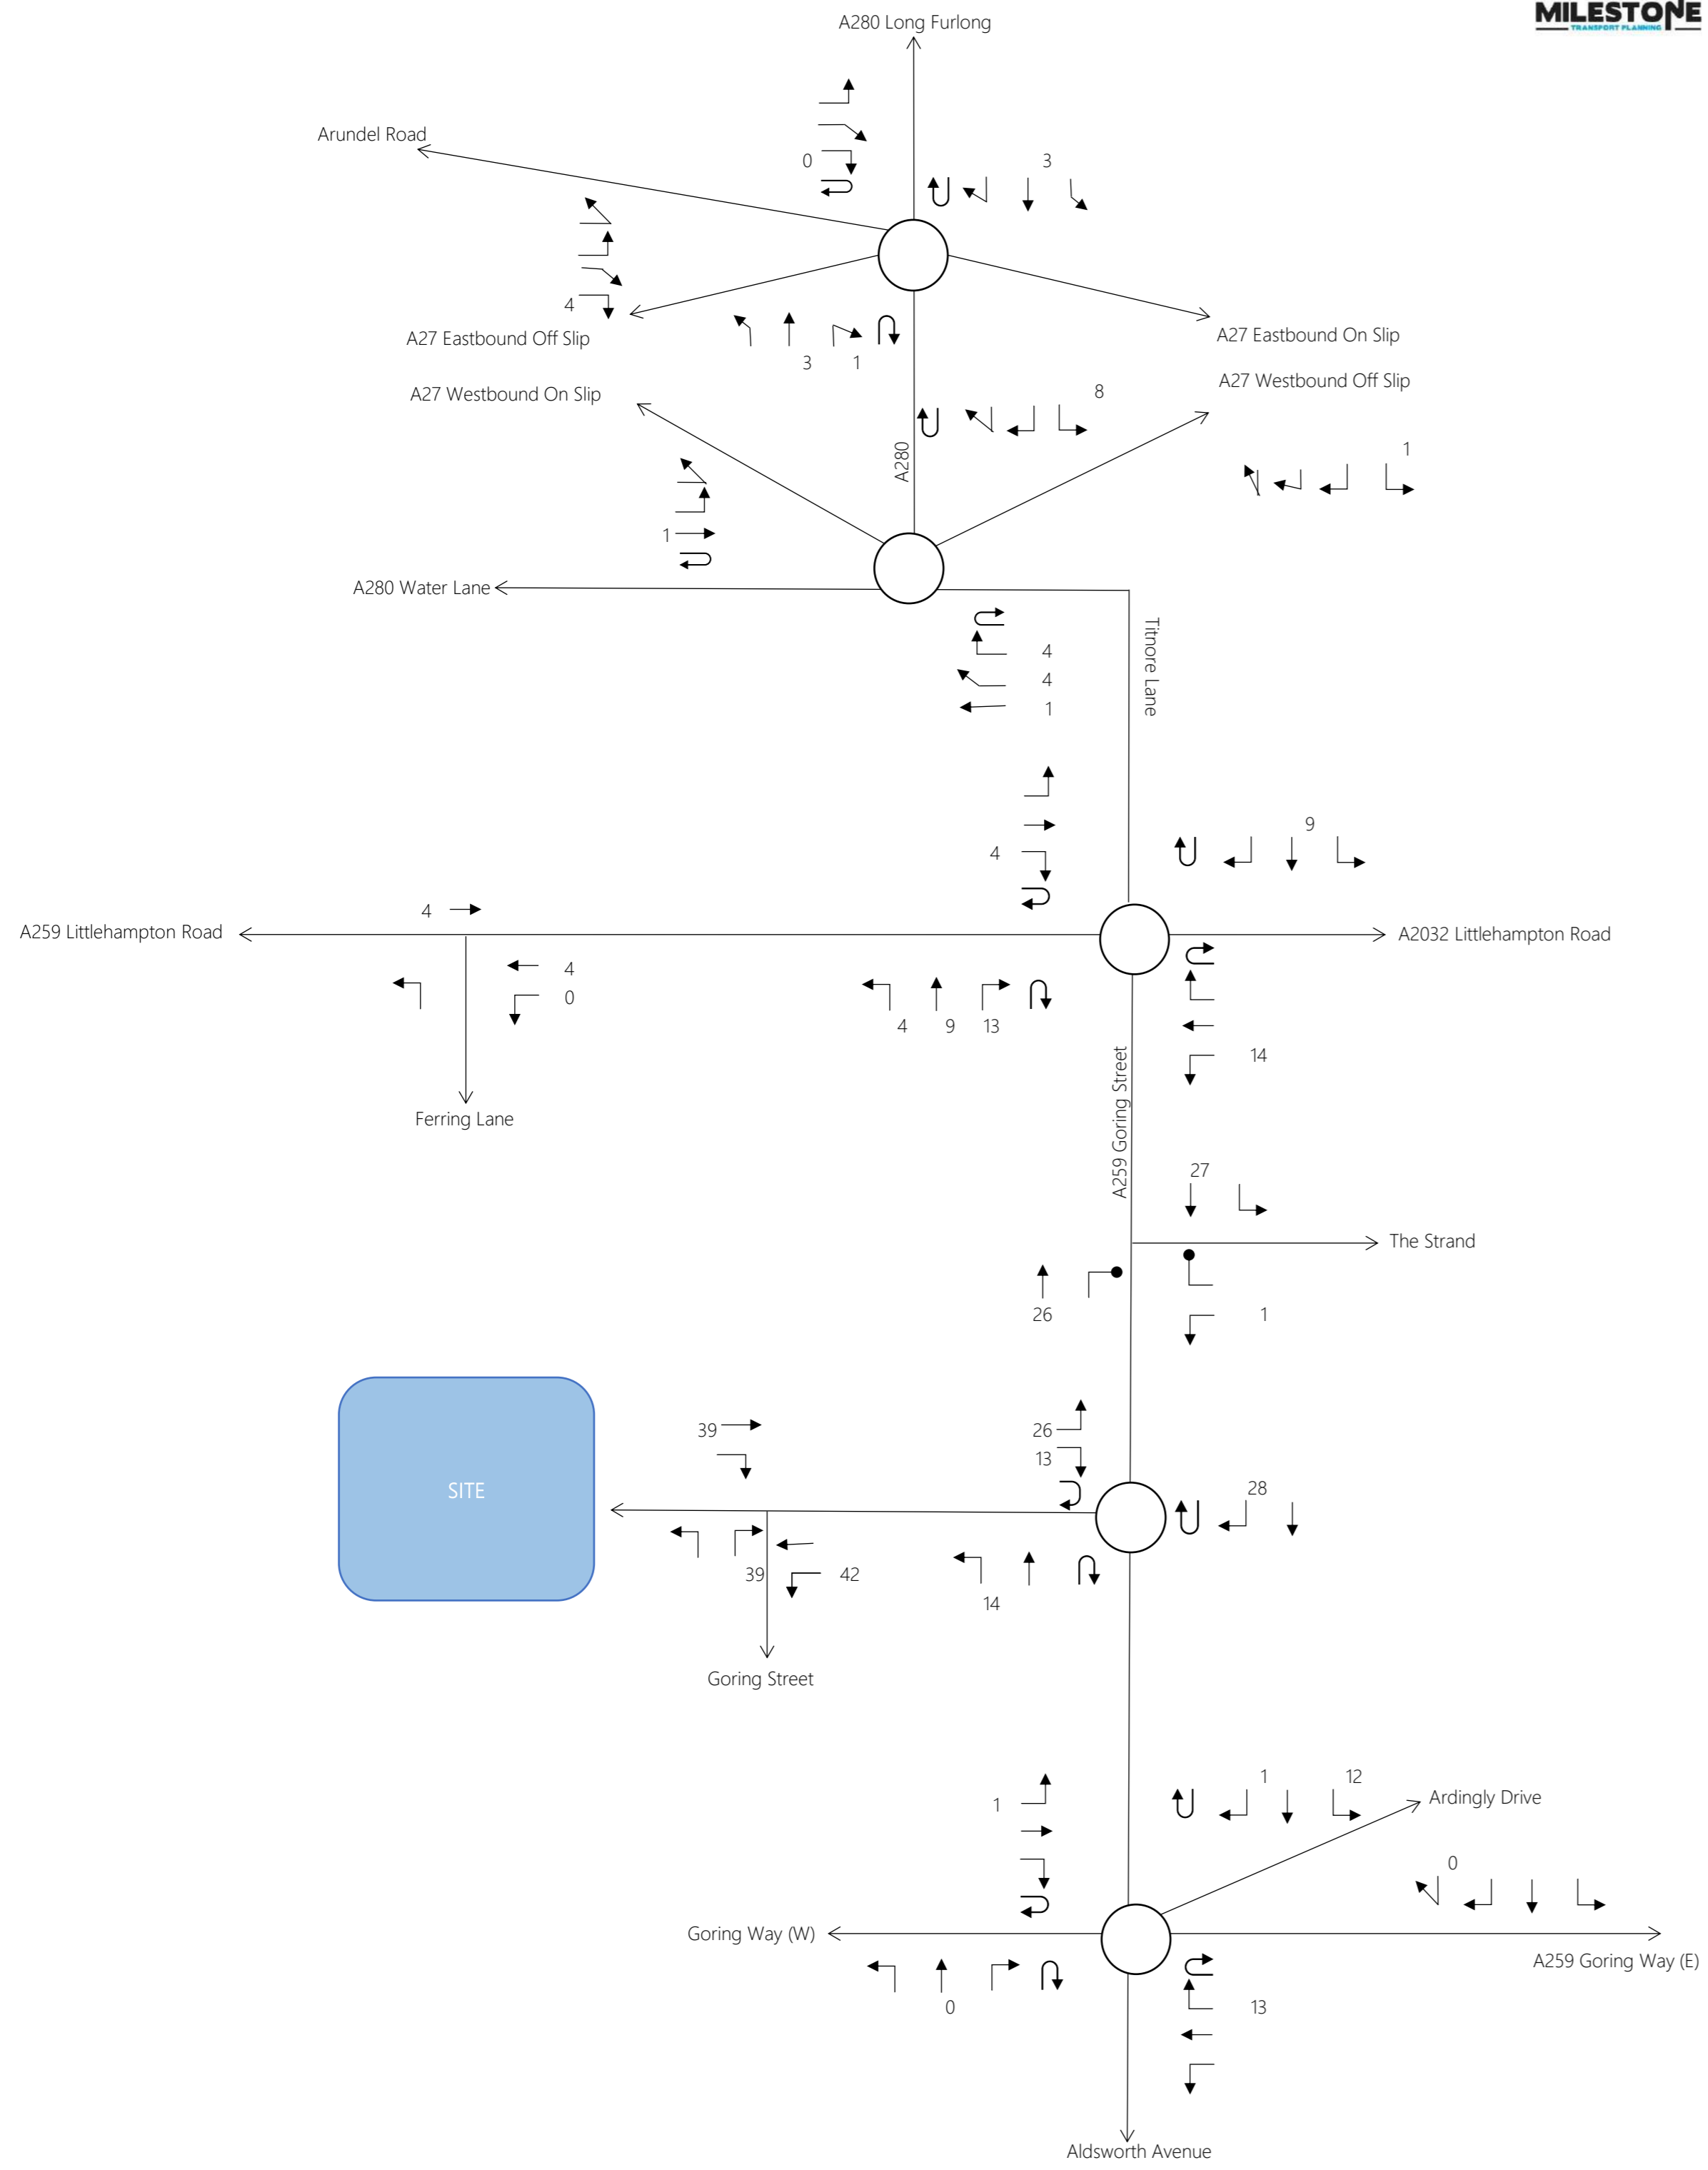 MILESTONE
TRANSPORT PLANNING
A280 Long Furlong
Arundel Road
0
3
4
A27 Eastbound Off Slip
3 1
A27 Eastbound On Slip
A27 Westbound On Slip
8
A27 Westbound Off Slip
A280
1
1
A280 Water Lane
Titnore Lane
4
4
1
4
9
4
A259 Littlehampton Road
A2032 Littlehampton Road
4
0
4 9 13
14
A259 Goring Street
Ferring Lane
27
The Strand
26
1
SITE
39
26
13
28
39
42
14
Goring Street
1
1 12
Ardingly Drive
0
Goring Way (W)
A259 Goring Way (E)
0
13
Aldsworth Avenue